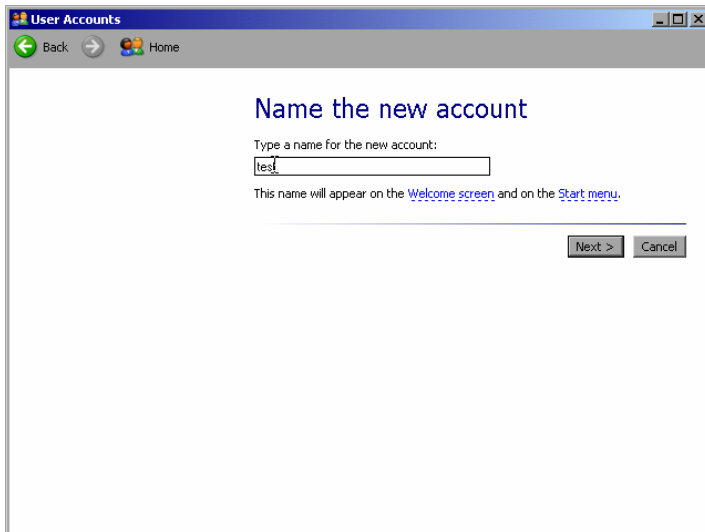 User Accounts
Back Home
Name the new account
Type a name for the new account:
test
This name will appear on the Welcome screen and on the Start menu.
Next > Cancel